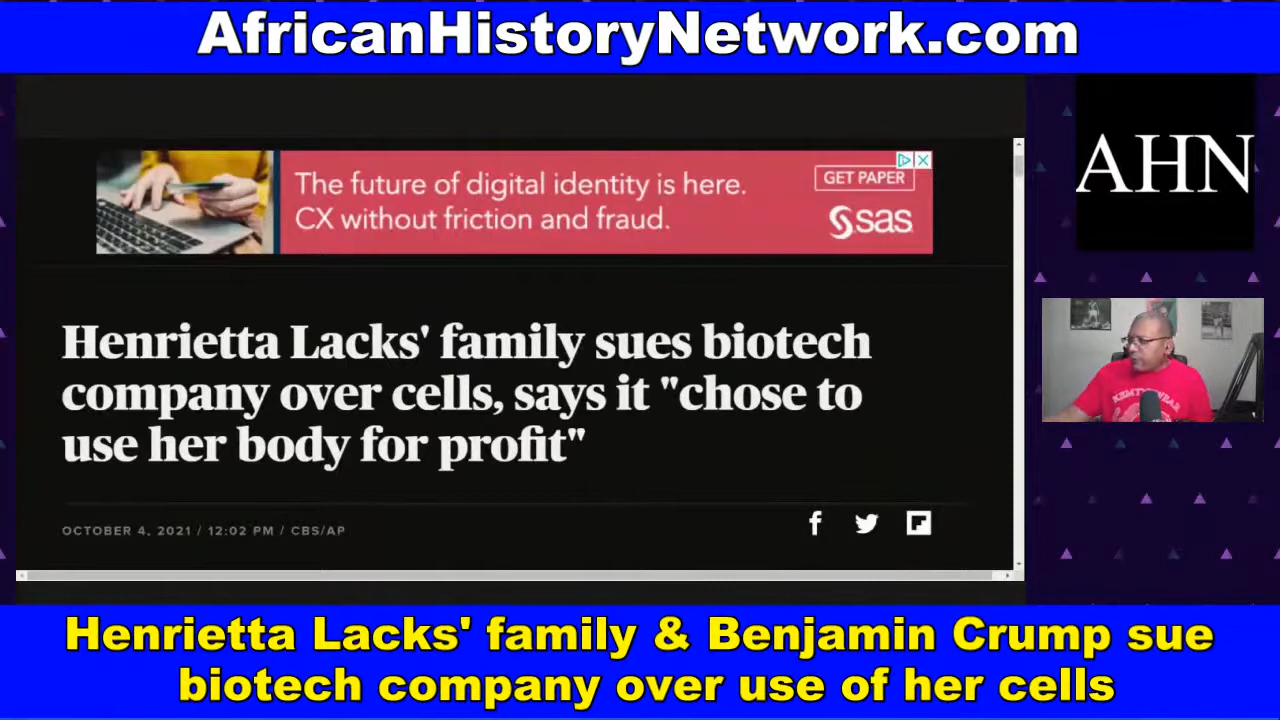 AfricanHistoryNetwork.com
The future of digital identity is here.
CX without friction and fraud.
GET PAPER
sas
AHN
Henrietta Lacks' family sues biotech
company over cells, says it "chose to
use her body for profit"
OCTOBER 4, 2021 / 12:02 PM / CBS/AP
Henrietta Lacks' family & Benjamin Crump sue
biotech company over use of her cells